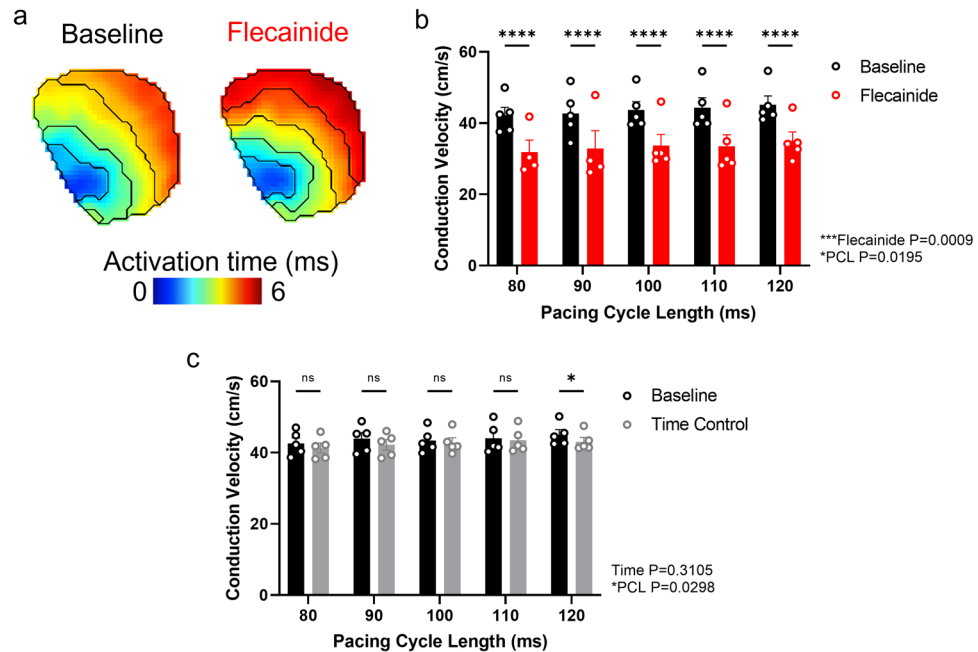 a
Baseline
Flecainide
Activation time (ms)
0
6
b
**** **** **** **** ****
Conduction Velocity (cm/s)
60
40
20
0
80 90 100 110 120
Pacing Cycle Length (ms)
Baseline
Flecainide
***Flecainide P=0.0009
*PCL P=0.0195
c
ns ns ns ns *
Conduction Velocity (cm/s)
60
40
20
0
80 90 100 110 120
Pacing Cycle Length (ms)
Baseline
Time Control
Time P=0.3105
*PCL P=0.0298